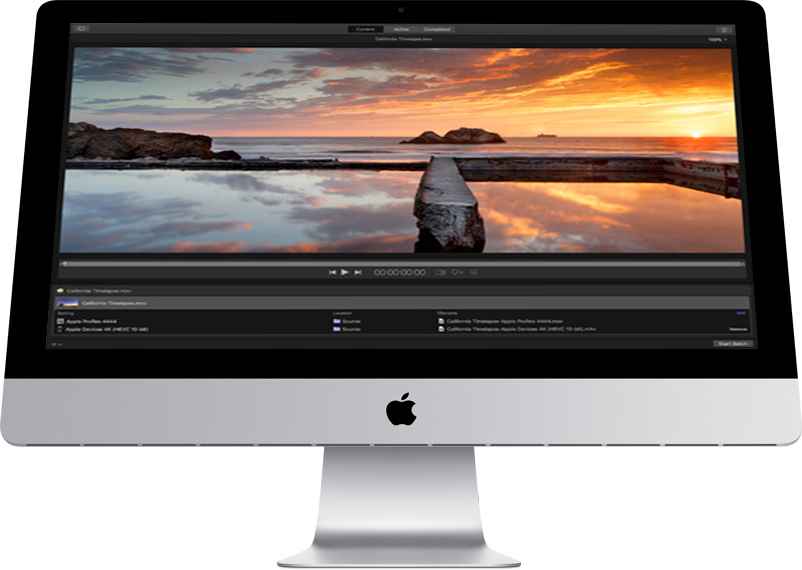 Current Active Completed
California Timelapse.mov
100%
00:00:00:00
California Timelapse.mov
California Timelapse.mov
Setting Location Filename Add
Apple ProRes 4444 Source California Timelapse-Apple ProRes 4444.mov
Apple Devices 4K (HEVC 10-bit) Source California Timelapse-Apple Devices 4K (HEVC 10-bit).m4v Remove
Start Batch